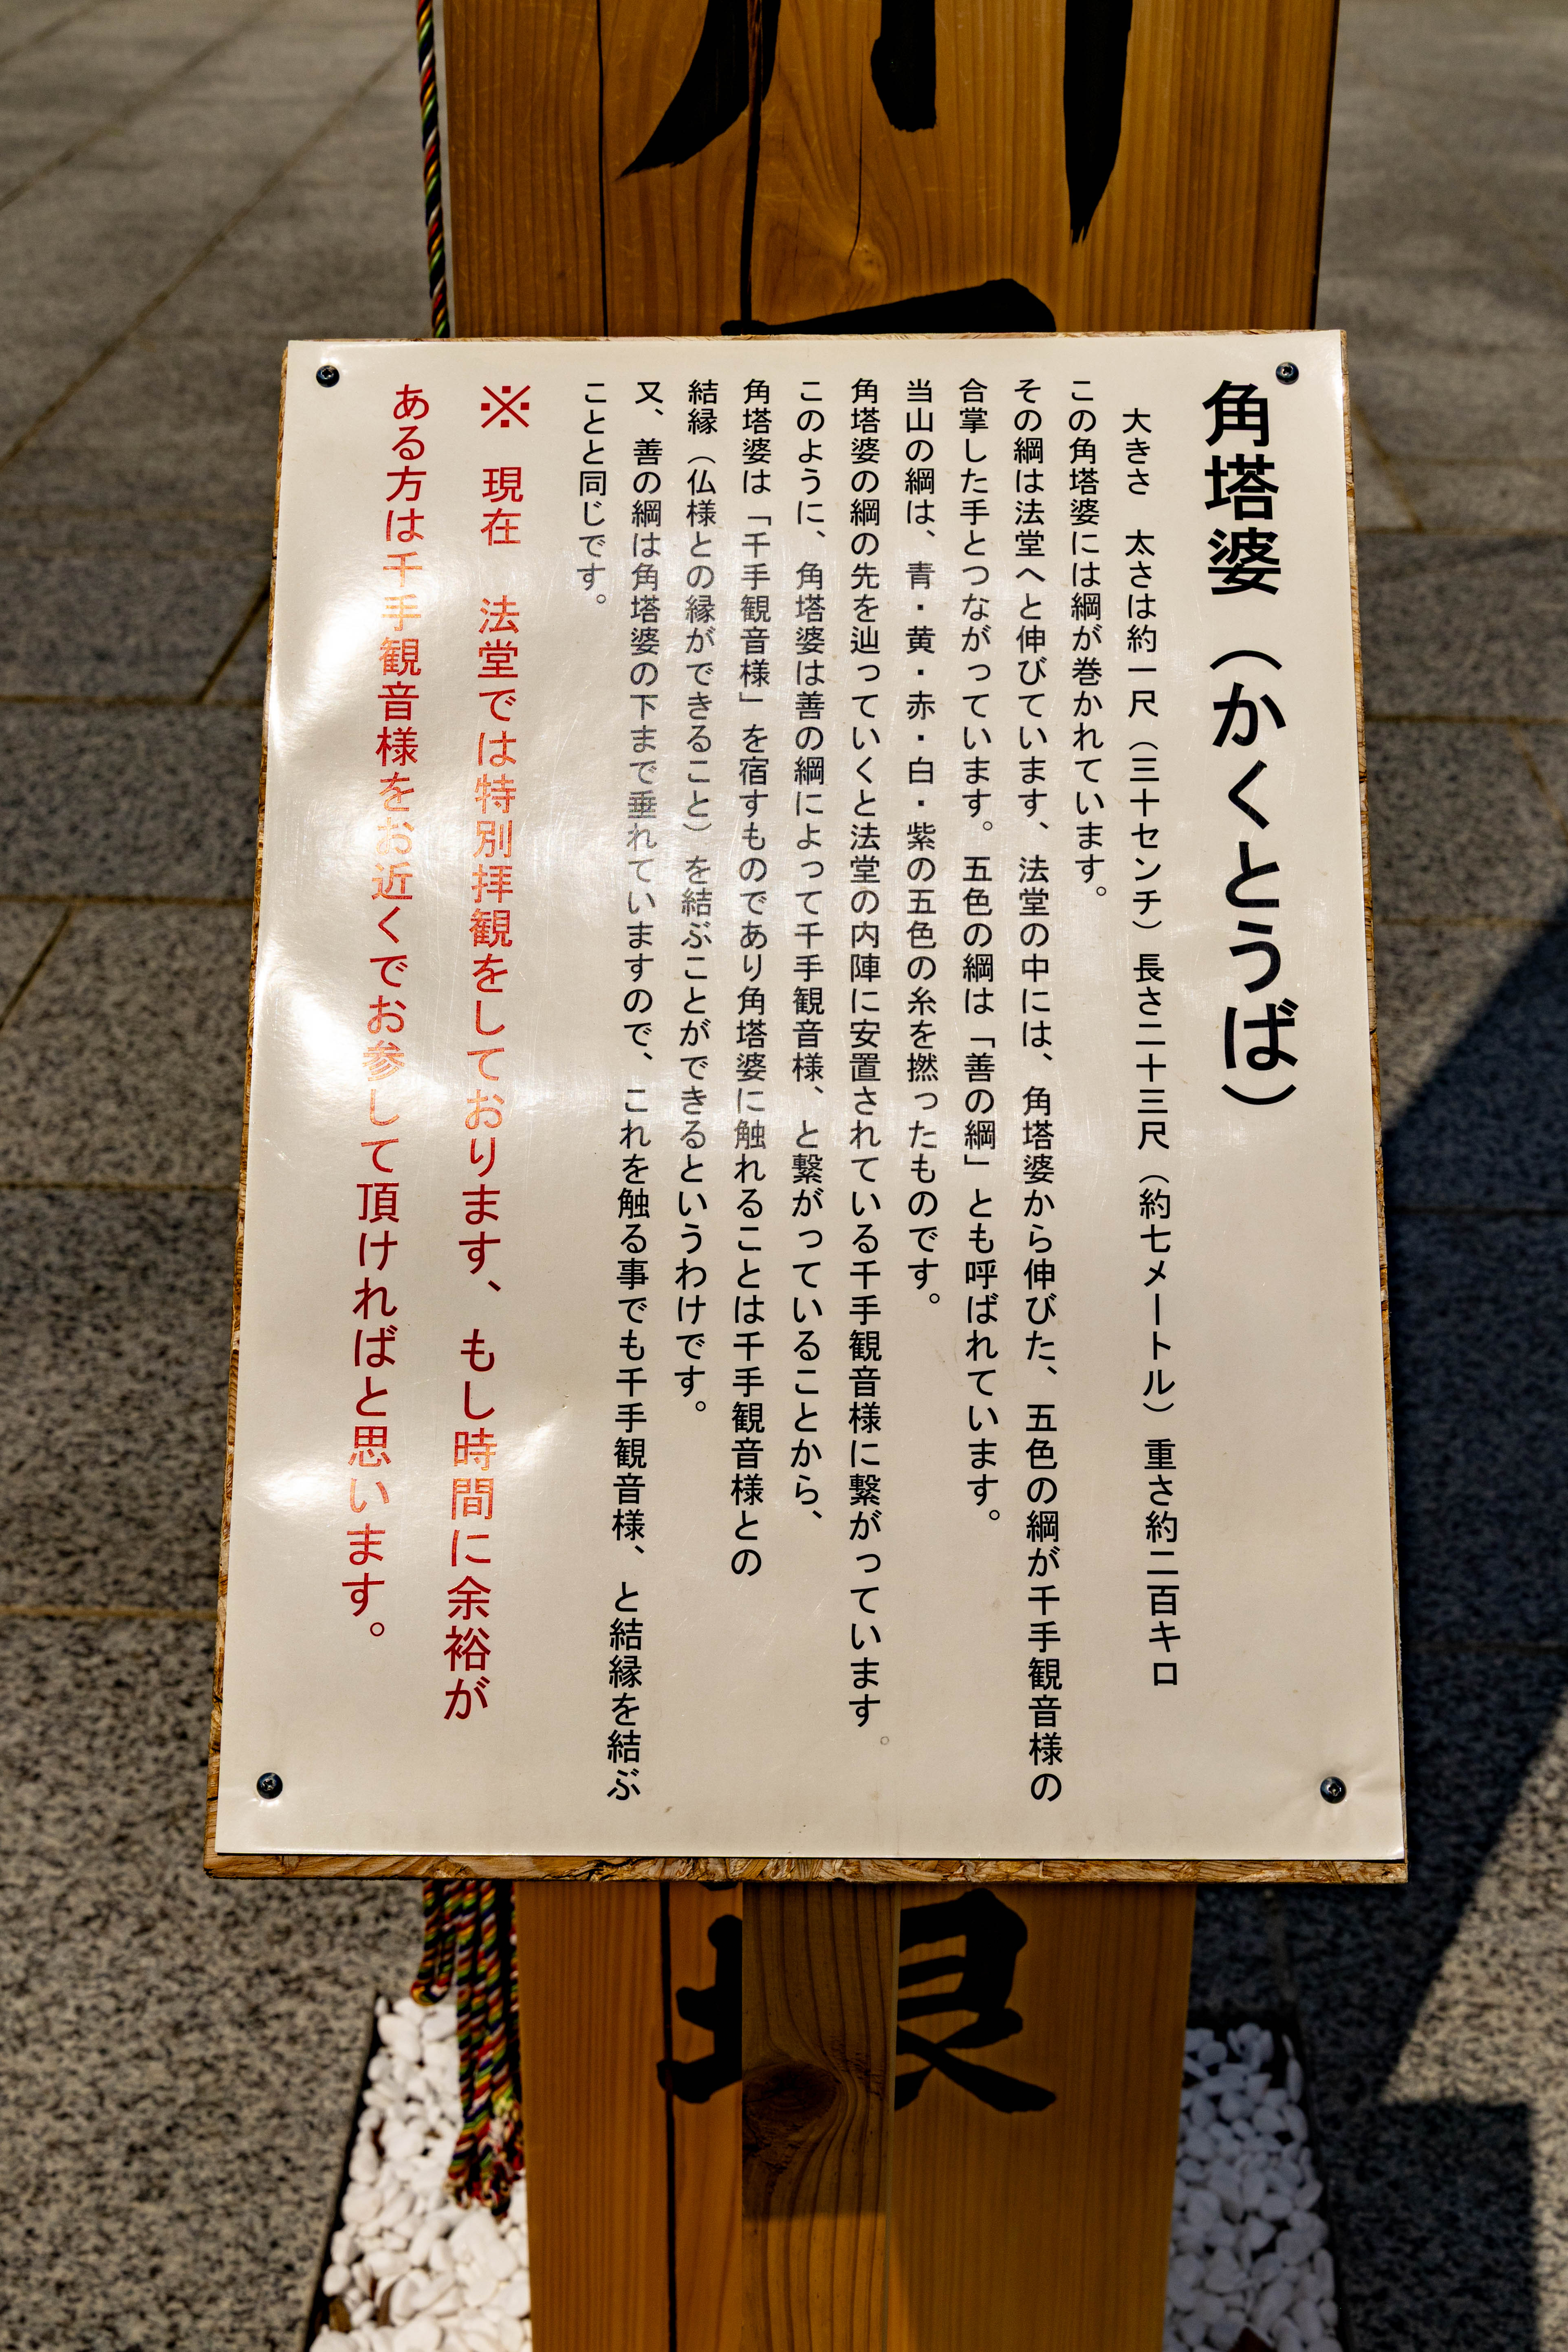 角塔婆（かくとうば）
大きさ　太さは約一尺（三十センチ）長さ二十三尺（約七メートル）重さ約二百キロ
この角塔婆には綱が巻かれています。
その綱は法堂へと伸びています、法堂の中には、角塔婆から伸びた、五色の綱が千手観音様の
合掌した手とつながっています。五色の綱は「善の綱」とも呼ばれています。
当山の綱は、青・黄・赤・白・紫の五色の糸を撚ったものです。
角塔婆の綱の先を辿っていくと法堂の内陣に安置されている千手観音様に繋がっています。
このように、角塔婆は善の綱によって千手観音様、と繋がっていることから、
角塔婆は「千手観音様」を宿すものであり角塔婆に触れることは千手観音様との
結縁（仏様との縁ができること）を結ぶことができるというわけです。
又、善の綱は角塔婆の下まで垂れていますので、これを触る事でも千手観音様、と結縁を結ぶ
ことと同じです。
※　現在　法堂では特別拝観をしております、もし時間に余裕が
ある方は千手観音様をお近くでお参して頂ければと思います。